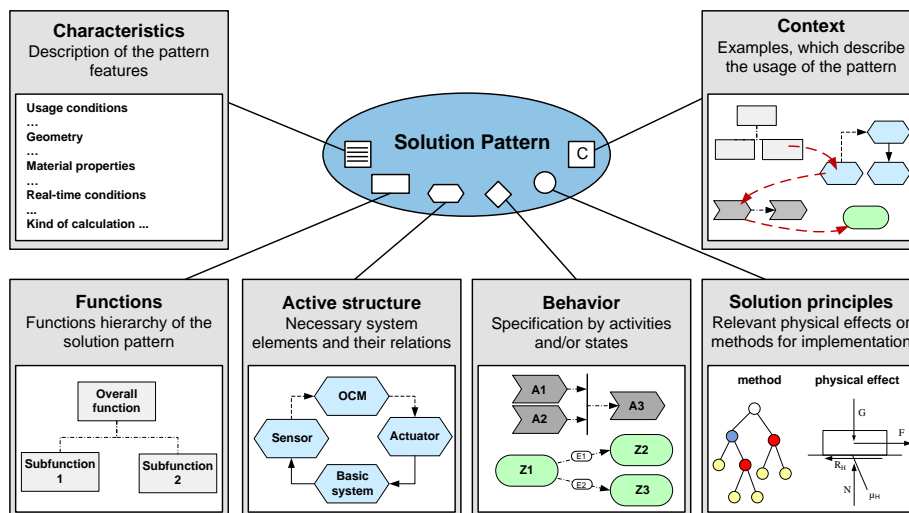 Characteristics
Description of the pattern
features
Usage conditions
...
Geometry
...
Material properties
...
Real-time conditions
...
Kind of calculation ...
Solution Pattern
C
Context
Examples, which describe
the usage of the pattern
Functions
Functions hierarchy of the
solution pattern
Overall
function
Subfunction
1
Subfunction
2
Active structure
Necessary system
elements and their relations
OCM
Sensor
Actuator
Basic
system
Behavior
Specification by activities
and/or states
A1
A2
A3
Z1
E1
E2
Z2
Z3
Solution principles
Relevant physical effects or
methods for implementation
method
physical effect
G
F
R_H
N
μ_H